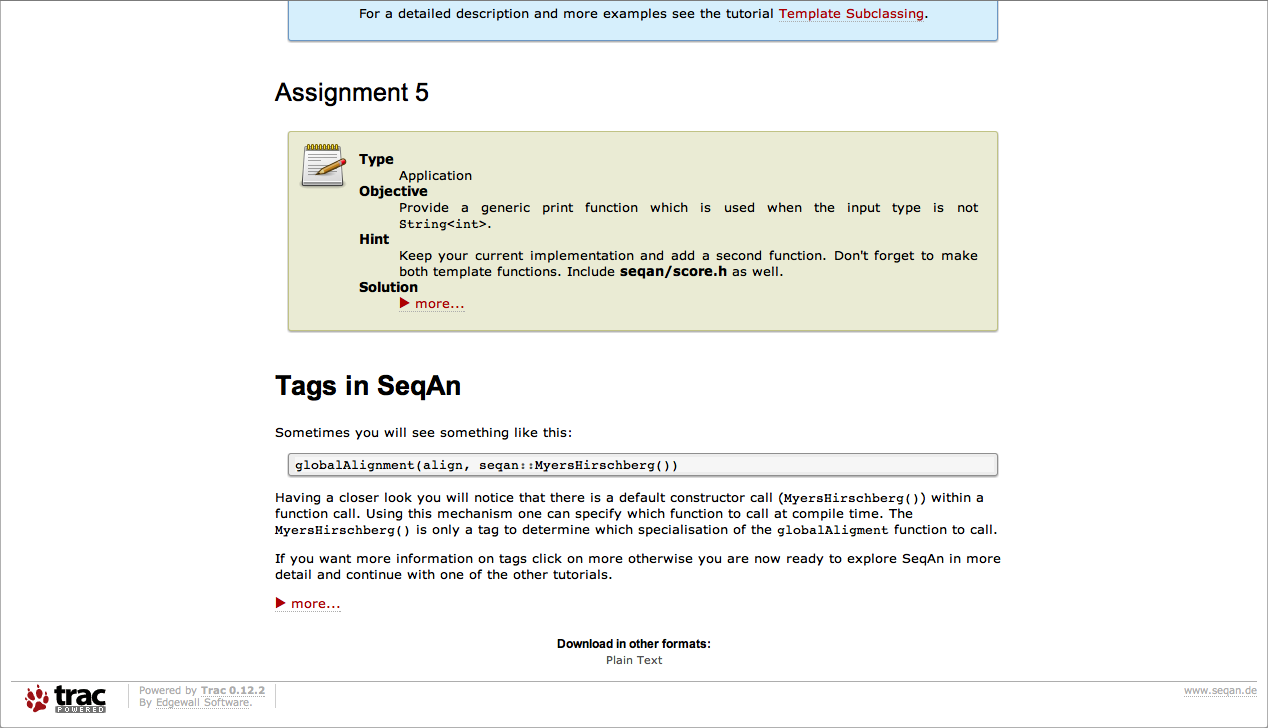 For a detailed description and more examples see the tutorial Template Subclassing.
Assignment 5
Type
Application
Objective
Provide a generic print function which is used when the input type is not
String<int>.
Hint
Keep your current implementation and add a second function. Don't forget to make
both template functions. Include seqan/score.h as well.
Solution
more...
Tags in SeqAn
Sometimes you will see something like this:
globalAlignment(align, seqan::MyersHirschberg())
Having a closer look you will notice that there is a default constructor call (MyersHirschberg()) within a
function call. Using this mechanism one can specify which function to call at compile time. The
MyersHirschberg() is only a tag to determine which specialisation of the globalAligment function to call.
If you want more information on tags click on more otherwise you are now ready to explore SeqAn in more
detail and continue with one of the other tutorials.
more...
Download in other formats:
Plain Text
trac
POWERED
Powered by Trac 0.12.2
By Edgewall Software.
www.seqan.de